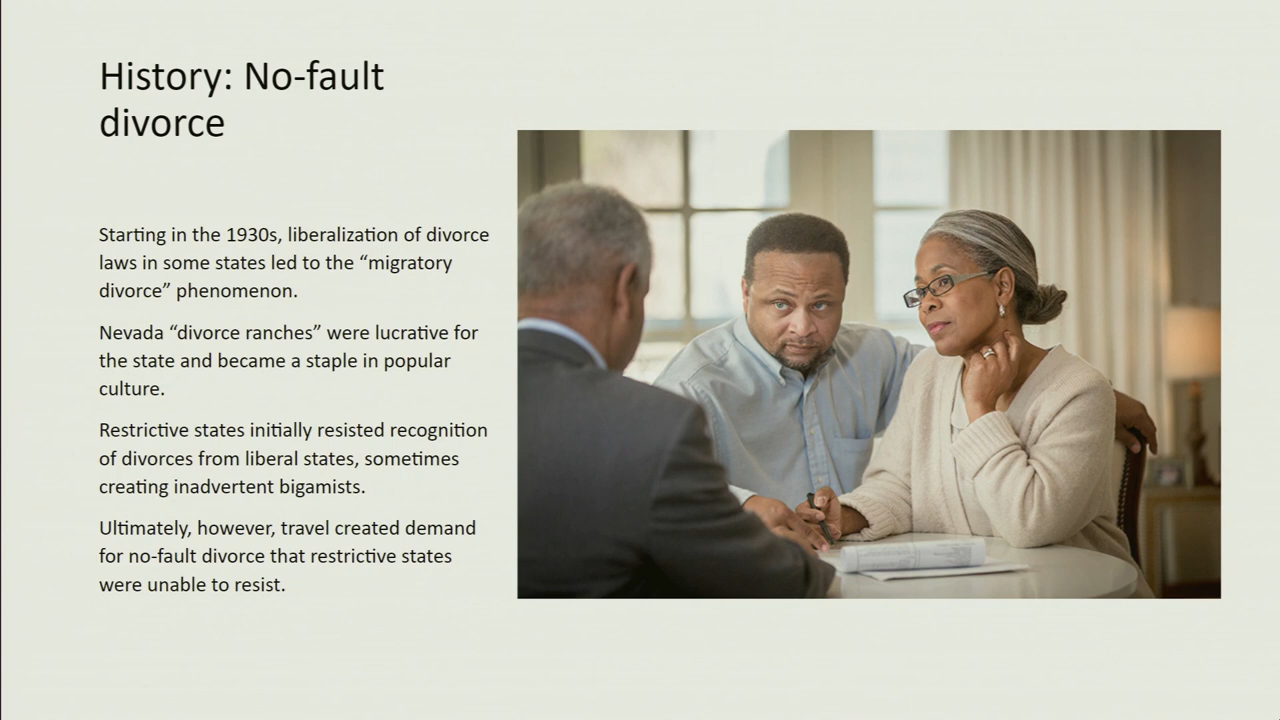 History: No-fault
divorce
Starting in the 1930s, liberalization of divorce
laws in some states led to the “migratory
divorce” phenomenon.
Nevada “divorce ranches” were lucrative for
the state and became a staple in popular
culture.
Restrictive states initially resisted recognition
of divorces from liberal states, sometimes
creating inadvertent bigamists.
Ultimately, however, travel created demand
for no-fault divorce that restrictive states
were unable to resist.